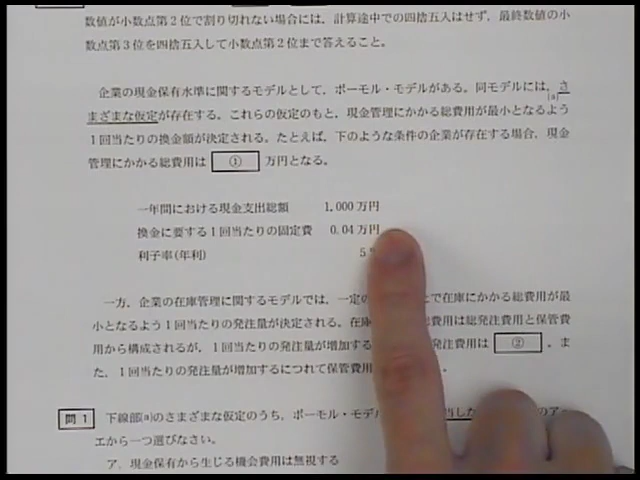 数値が小数点第2位で割り切れない場合には、計算途中での四捨五入はせず、最終数値の小
数点第3位を四捨五入して小数点第2位まで答えること。
企業の現金保有水準に関するモデルとして、ボーモル・モデルがある。同モデルには、(a)さ
まざまな仮定が存在する。これらの仮定のもと、現金管理にかかる総費用が最小となるよう
1回当たりの換金額が決定される。たとえば、下のような条件の企業が存在する場合、現金
管理にかかる総費用は ① 万円となる。
一年間における現金支出総額 1,000万円
換金に要する1回当たりの固定費 0.04万円
利子率(年利) 5
一方、企業の在庫管理に関するモデルでは、一定の とで在庫にかかる総費用が最
小となるよう1回当たりの発注量が決定される。在庫 費用は総発注費用と保管費
用から構成されるが、1回当たりの発注量が増加する 発注費用は ② 。ま
た、1回当たりの発注量が増加するにつれて保管費用 。
問1 下線部(a)のさまざまな仮定のうち、ボーモル・モデル 当した のア~
エから一つ選びなさい。
ア、現金保有から生じる機会費用は無視する